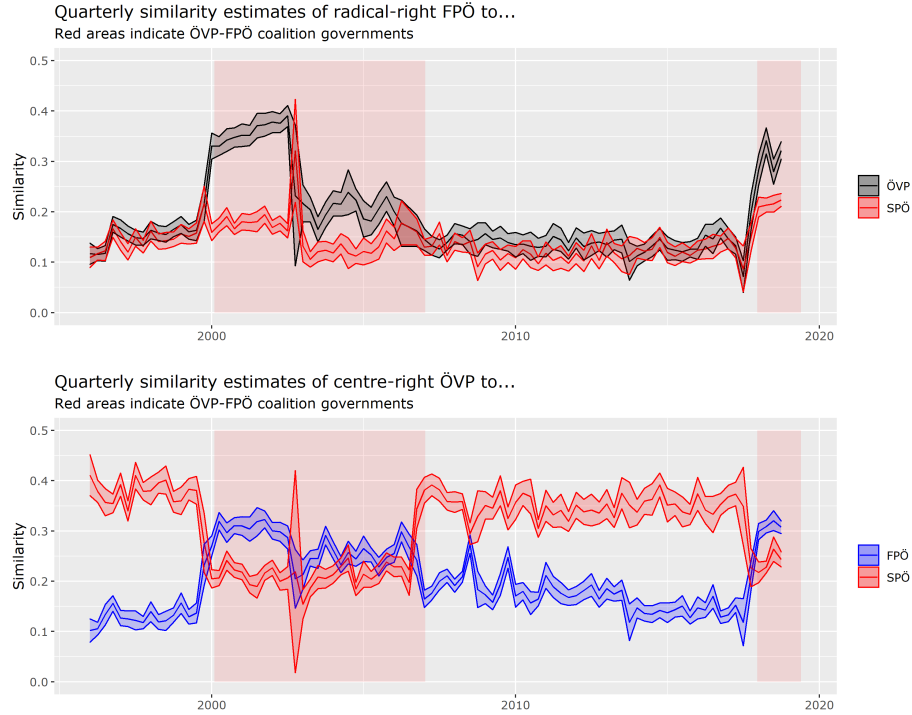 Quarterly similarity estimates of radical-right FPÖ to...
Red areas indicate ÖVP-FPÖ coalition governments
0.5
0.4
0.3
0.2
0.1
0.0
Similarity
2000
2010
2020
ÖVP
SPÖ
Quarterly similarity estimates of centre-right ÖVP to...
Red areas indicate ÖVP-FPÖ coalition governments
0.5
0.4
0.3
0.2
0.1
0.0
Similarity
2000
2010
2020
FPÖ
SPÖ